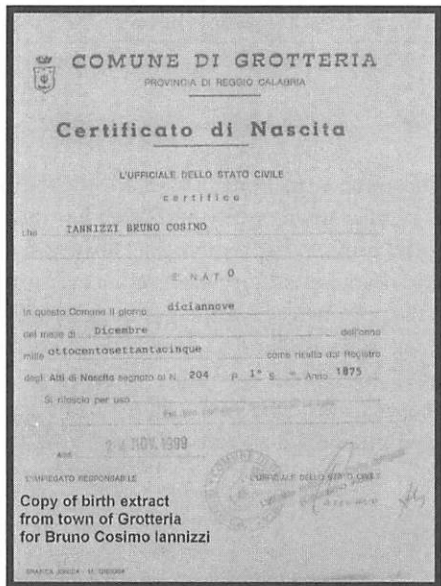 COMUNE DI GROTTERIA
PROVINCIA DI REGGIO CALABRIA
Certificato di Nascita
L'UFFICIALE DELLO STATO CIVILE
certifica
che IANNIZZI BRUNO COSIMO
E' NATO
in questo Comune il giorno diciannove
del mese di Dicembre dell'anno
mille ottocentosettantacinque come risulta dal Registro
degli Atti di Nascita segnato al N. 204 P. 1° S. Anno 1875
Si rilascia per uso
NOV. 1999
L'IMPIEGATO RESPONSABILE L'UFFICIALE DELLO STATO CIVILE
Copy of birth extract
from town of Grotteria
for Bruno Cosimo Iannizzi